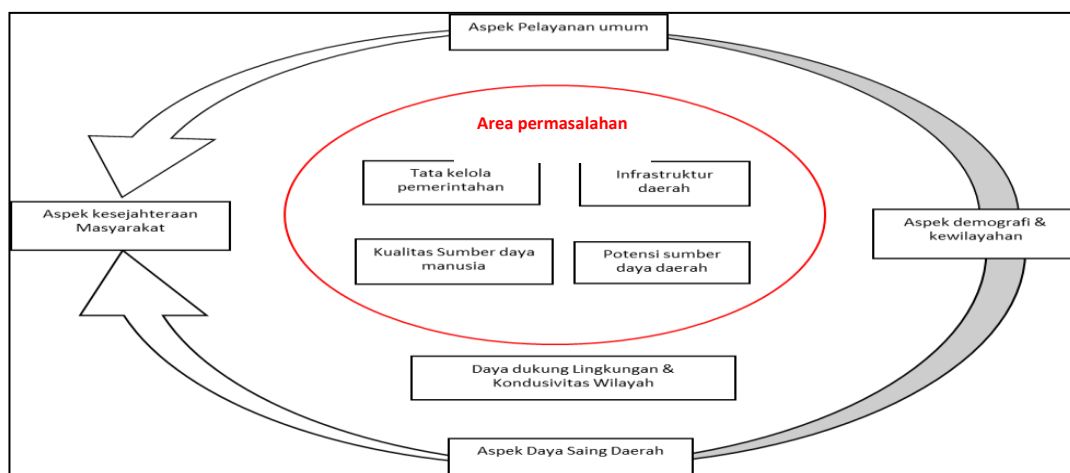 Aspek Pelayanan umum
Area permasalahan
Tata kelola
pemerintahan
Infrastruktur
daerah
Aspek kesejahteraan
Masyarakat
Aspek demografi &
kewilayahan
Kualitas Sumber daya
manusia
Potensi sumber
daya daerah
Daya dukung Lingkungan &
Kondusivitas Wilayah
Aspek Daya Saing Daerah